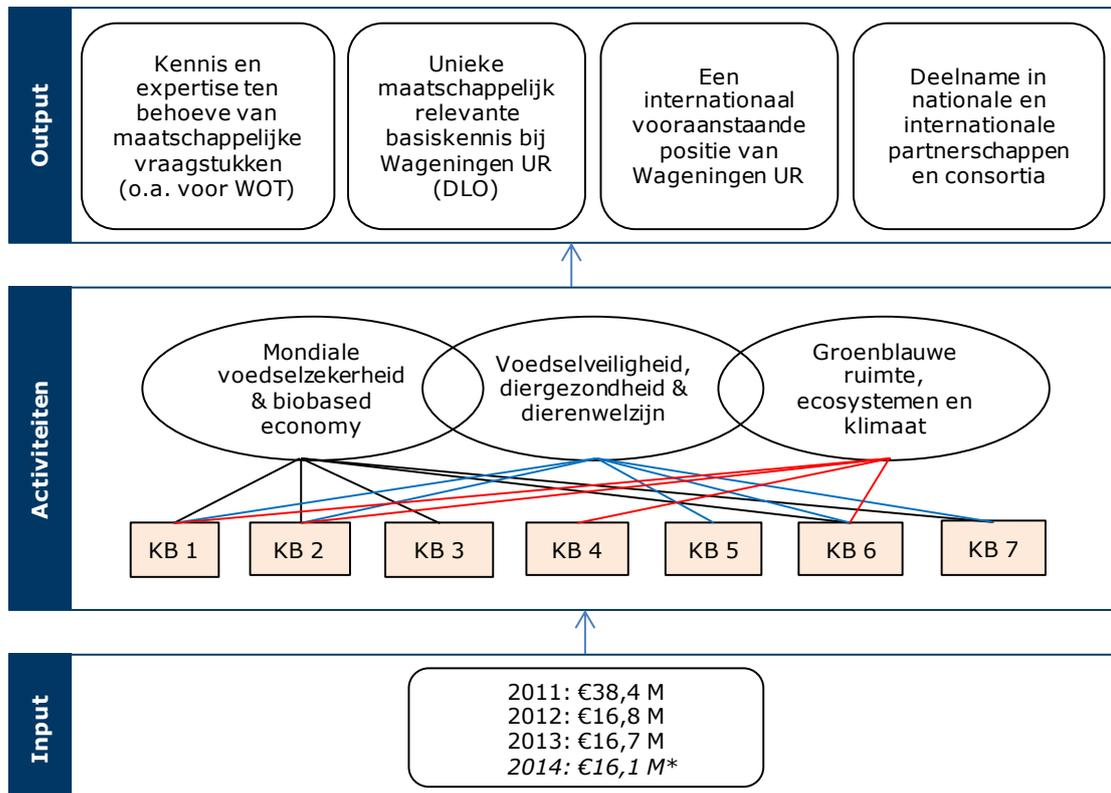 Output
Kennis en
expertise ten
behoeve van
maatschappelijke
vraagstukken
(o.a. voor WOT)
Unieke
maatschappelijk
relevante
basiskennis bij
Wageningen UR
(DLO)
Een
internationaal
vooraanstaande
positie van
Wageningen UR
Deelname in
nationale en
internationale
partnerschappen
en consortia
Activiteiten
Mondiale
voedselzekerheid
& biobased
economy
Voedselveiligheid,
diergezondheid &
dierenwelzijn
Groenblauwe
ruimte,
ecosystemen en
klimaat
KB 1
KB 2
KB 3
KB 4
KB 5
KB 6
KB 7
Input
2011: €38,4 M
2012: €16,8 M
2013: €16,7 M
2014: €16,1 M*